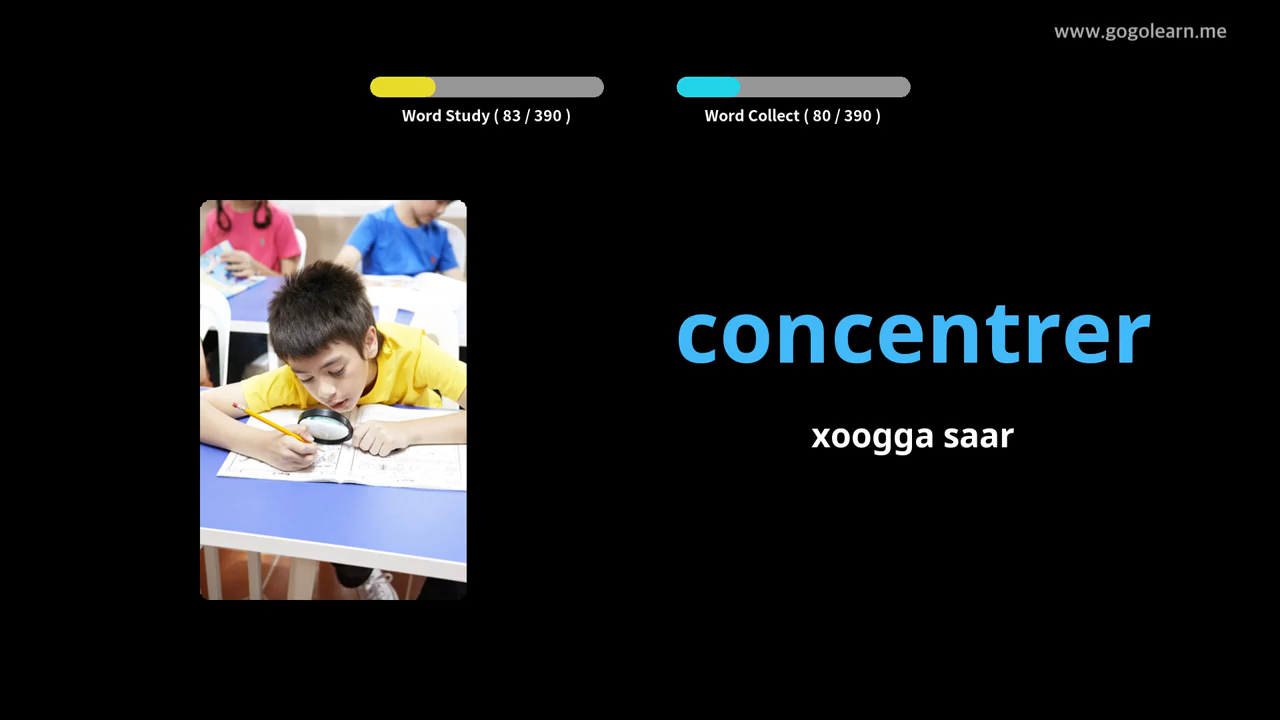 www.gogolearn.me
Word Study ( 83 / 390 )
Word Collect ( 80 / 390 )
concentrer
xoogga saar